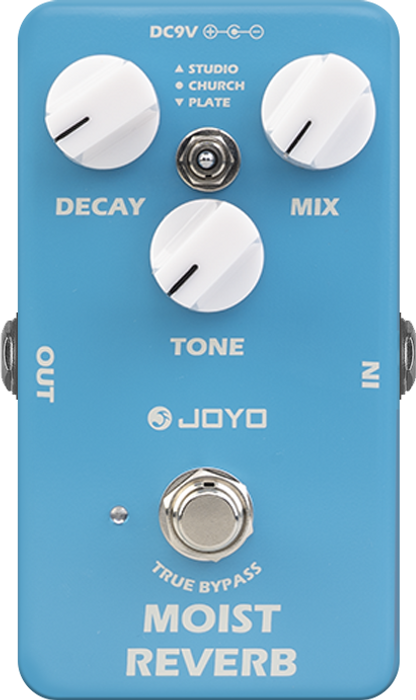 DC9V
▲ STUDIO
● CHURCH
▼ PLATE
DECAY
MIX
TONE
OUT
IN
JOYO
TRUE BYPASS
MOIST
REVERB